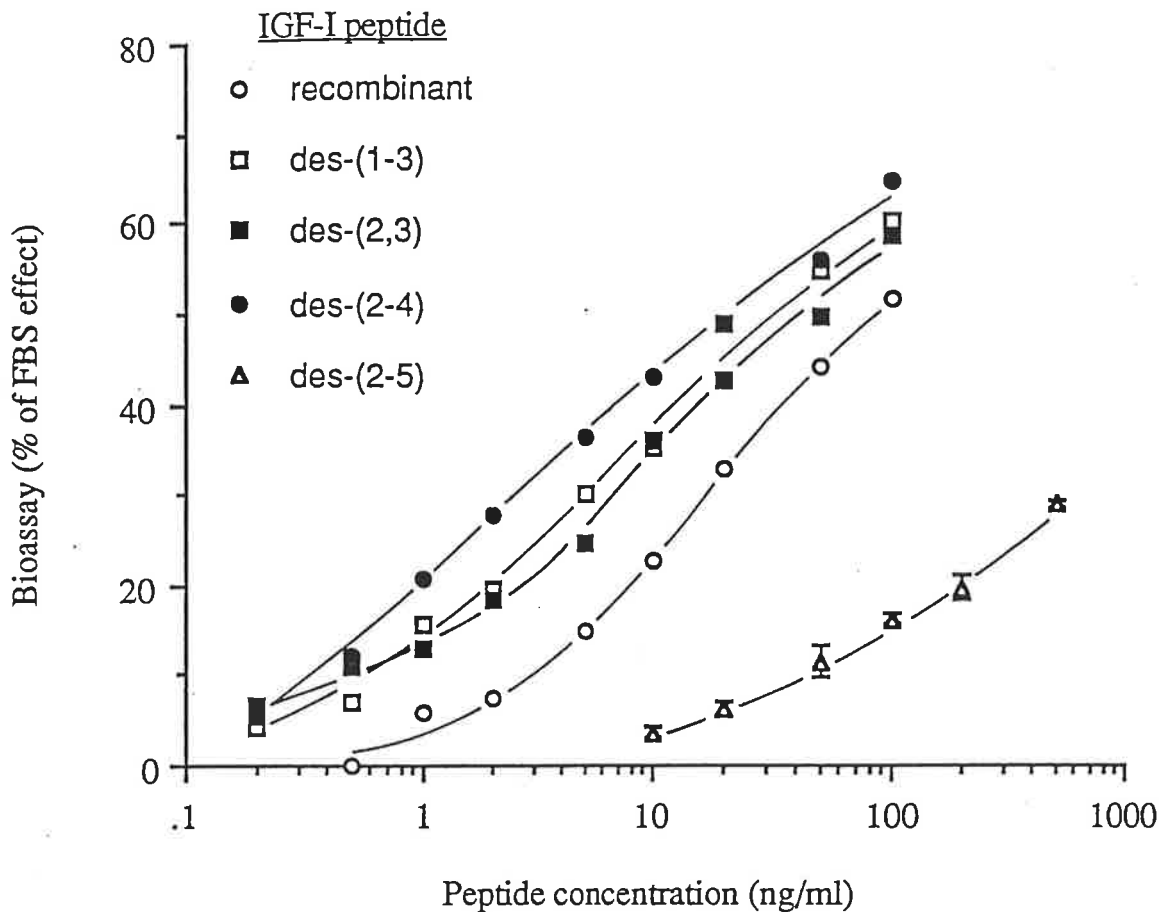 IGF-I peptide
recombinant
des-(1-3)
des-(2,3)
des-(2-4)
des-(2-5)
Bioassay (% of FBS effect)
80
60
40
20
0
.1
1
10
100
1000
Peptide concentration (ng/ml)